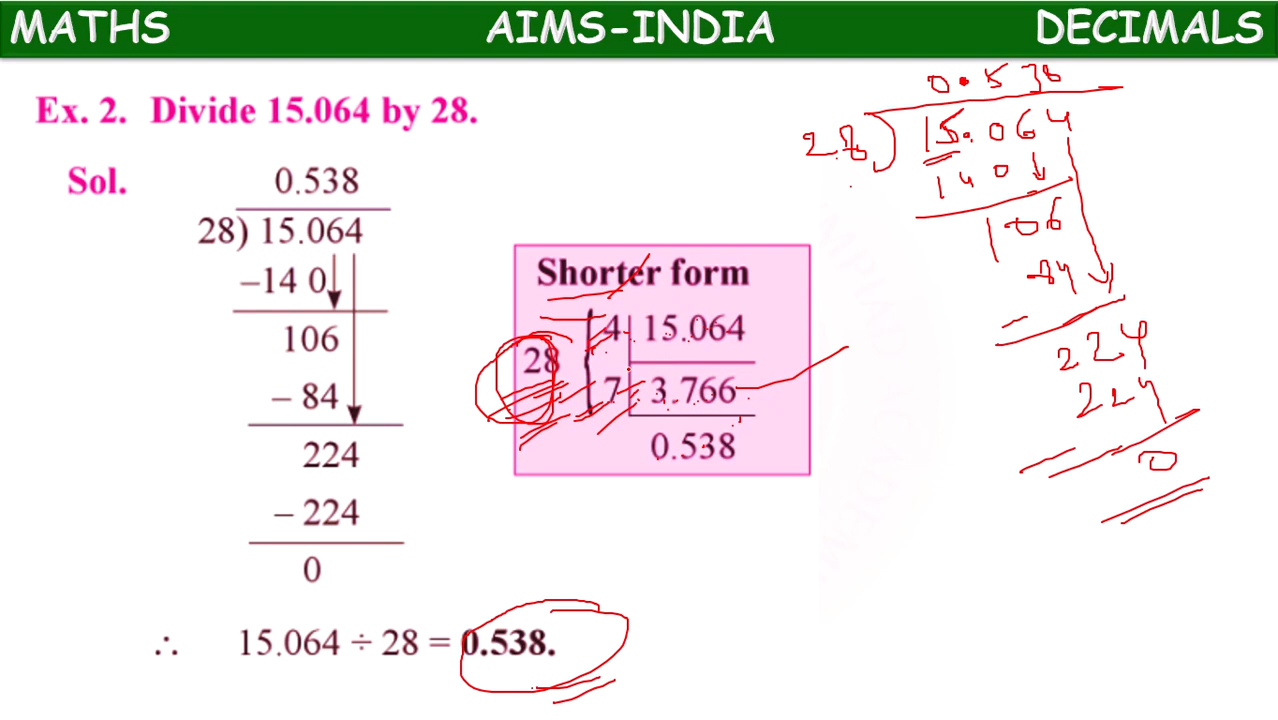 MATHS AIMS-INDIA DECIMALS
Ex. 2. Divide 15.064 by 28.
Sol.
0.538
28) 15.064
–14 0
106
– 84
224
– 224
0
∴ 15.064 ÷ 28 = 0.538.
Shorter form
28 { 4 | 15.064
7 | 3.766
0.538
0.538
28) 15.064
140
106
84
224
224
0